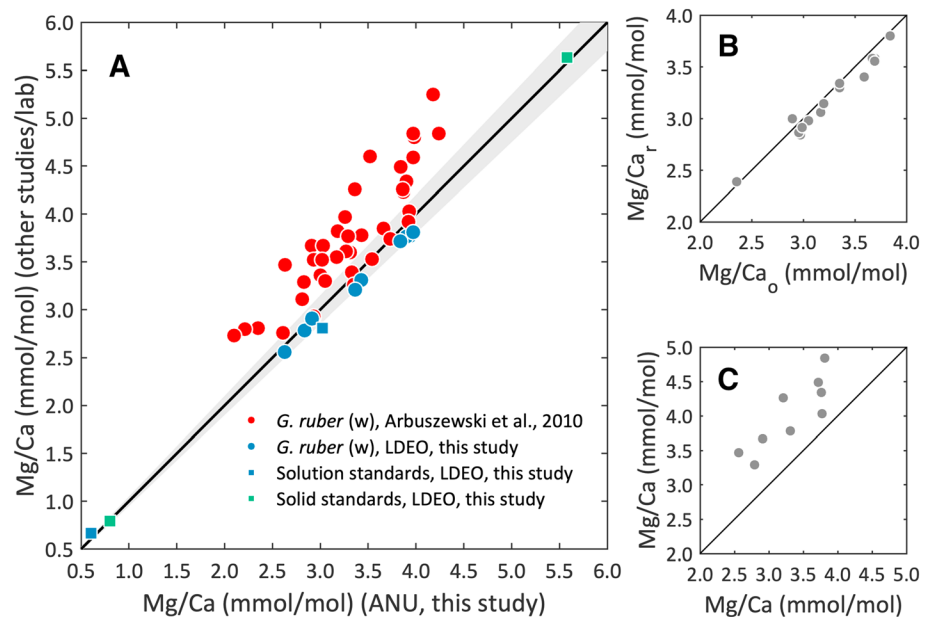 A
6.0
5.5
5.0
4.5
4.0
3.5
3.0
2.5
2.0
1.5
1.0
0.5
Mg/Ca (mmol/mol) (other studies/lab)
G. ruber (w), Arbuszewski et al., 2010
G. ruber (w), LDEO, this study
Solution standards, LDEO, this study
Solid standards, LDEO, this study
0.5 1.0 1.5 2.0 2.5 3.0 3.5 4.0 4.5 5.0 5.5 6.0
Mg/Ca (mmol/mol) (ANU, this study)
B
4.0
3.5
3.0
2.5
2.0
Mg/Ca_r (mmol/mol)
2.0 2.5 3.0 3.5 4.0
Mg/Ca_o (mmol/mol)
C
5.0
4.5
4.0
3.5
3.0
2.5
2.0
Mg/Ca (mmol/mol)
2.0 2.5 3.0 3.5 4.0 4.5 5.0
Mg/Ca (mmol/mol)